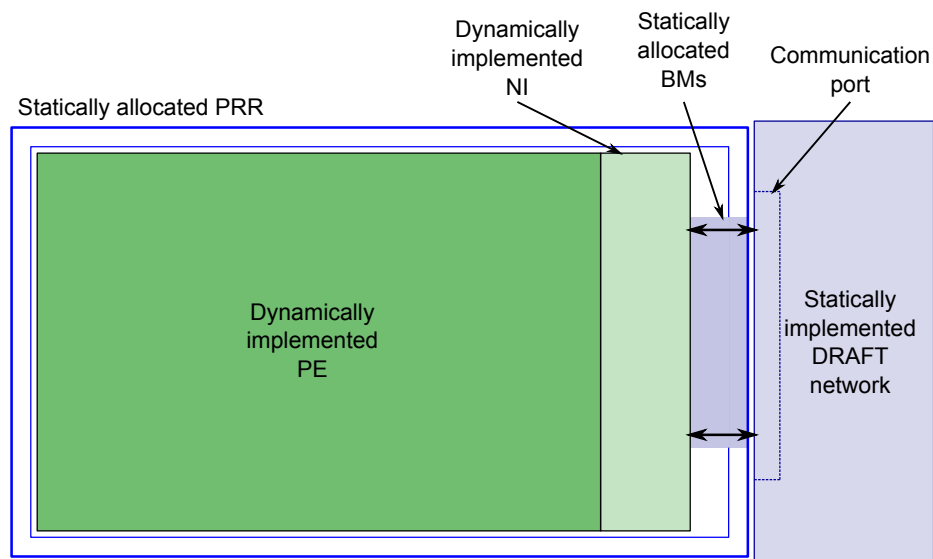 Dynamically
implemented
NI
Statically
allocated
BMs
Communication
port
Statically allocated PRR
Dynamically
implemented
PE
Statically
implemented
DRAFT
network